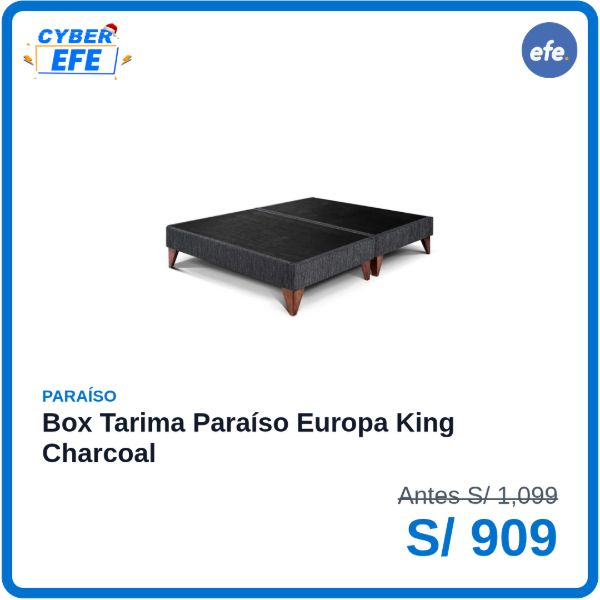 CYBER
EFE
efe.
PARAÍSO
Box Tarima Paraíso Europa King
Charcoal
Antes S/ 1,099
S/ 909